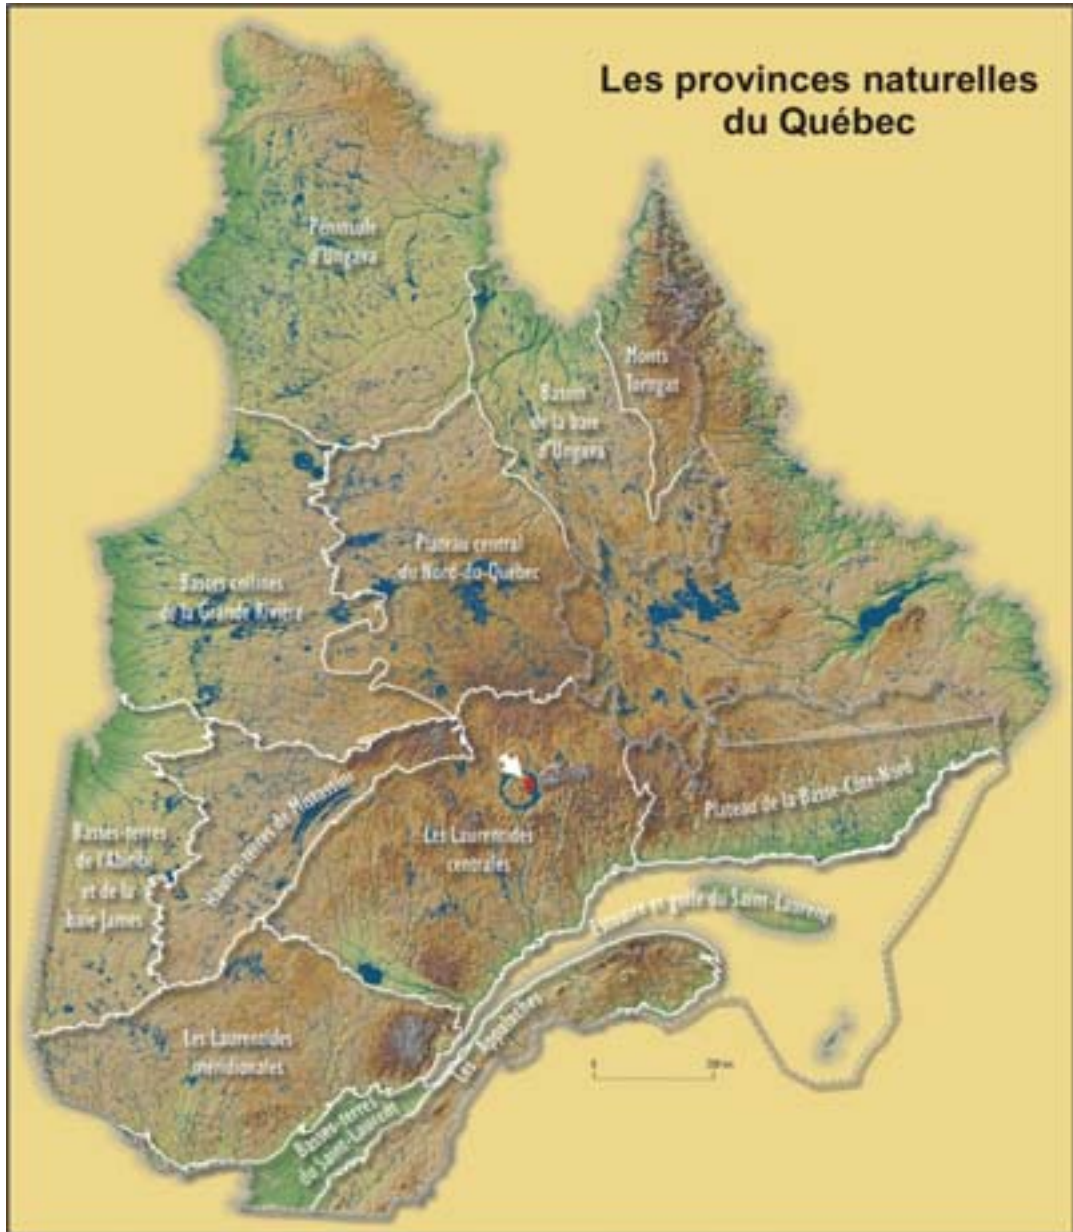 Les provinces naturelles
du Québec
Péninsule
d'Ungava
Monts
Torngat
Bassin
de la baie
d'Ungava
Plateau central
du Nord-du-Québec
Basses collines
de la Grande Rivière
Plateau de la Basse-Côte-Nord
Hautes-terres de Mistassini
Basses-terres
de l'Abitibi
et de la
baie James
Les Laurentides
centrales
Estuaire et golfe du Saint-Laurent
Les Appalaches
Les Laurentides
méridionales
Basses-terres
du Saint-Laurent
0